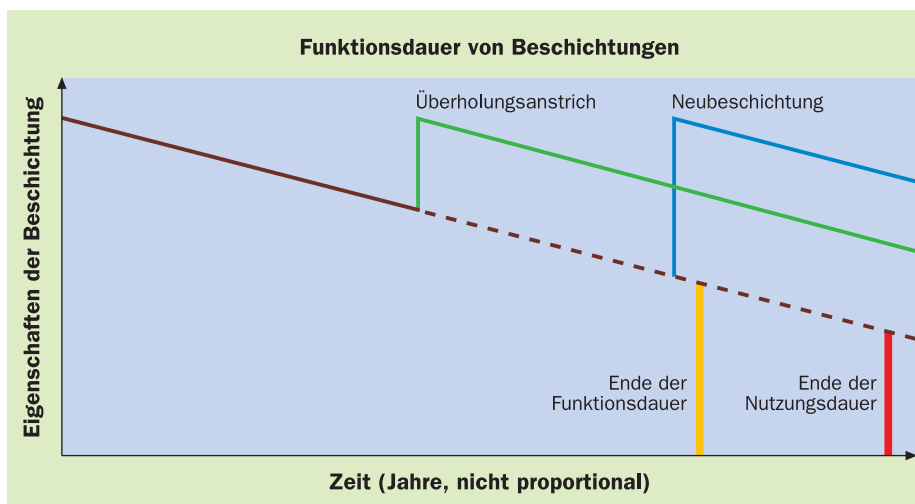 Funktionsdauer von Beschichtungen
Eigenschaften der Beschichtung
Überholungsanstrich
Neubeschichtung
Ende der
Funktionsdauer
Ende der
Nutzungsdauer
Zeit (Jahre, nicht proportional)